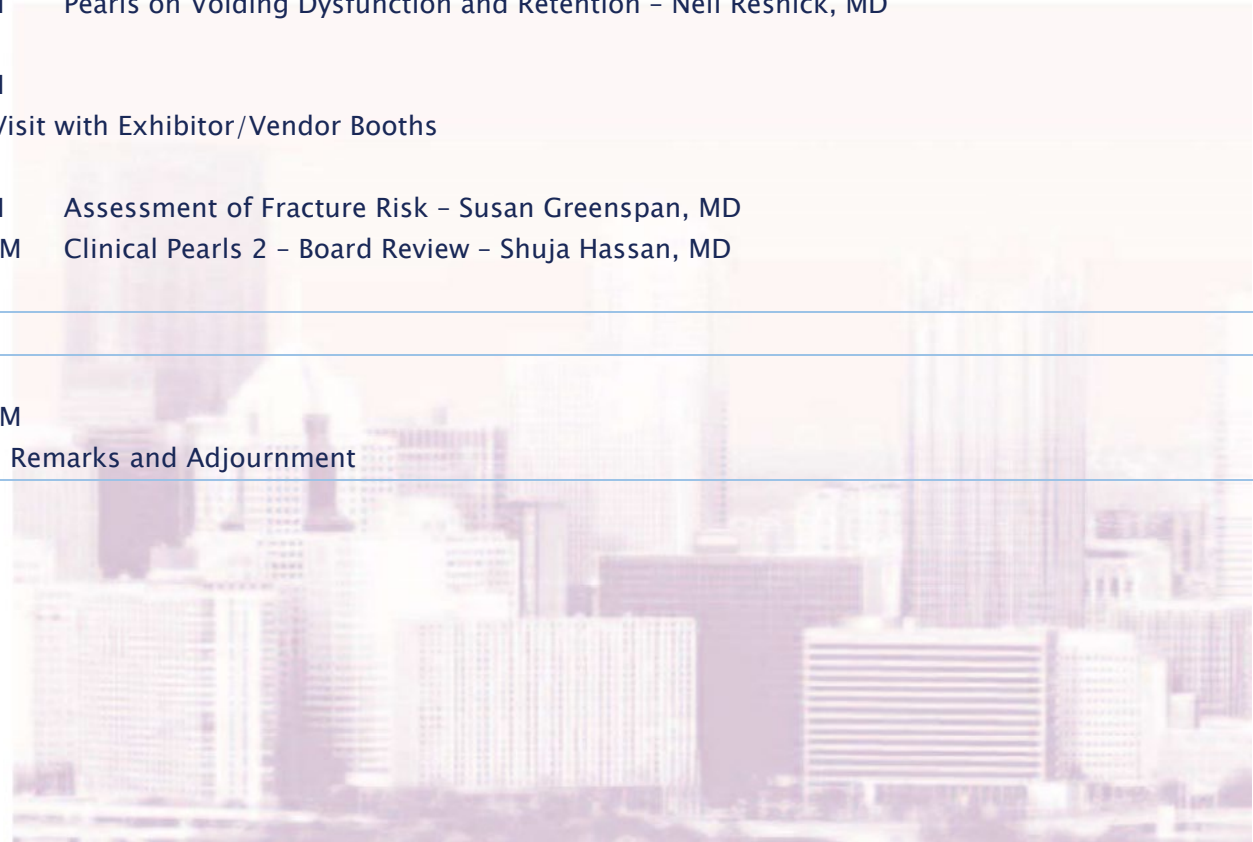 Pearls on Voiding Dysfunction and Retention – Neil Resnick, MD
Visit with Exhibitor/Vendor Booths
Assessment of Fracture Risk – Susan Greenspan, MD
M Clinical Pearls 2 – Board Review – Shuja Hassan, MD
M
Remarks and Adjournment